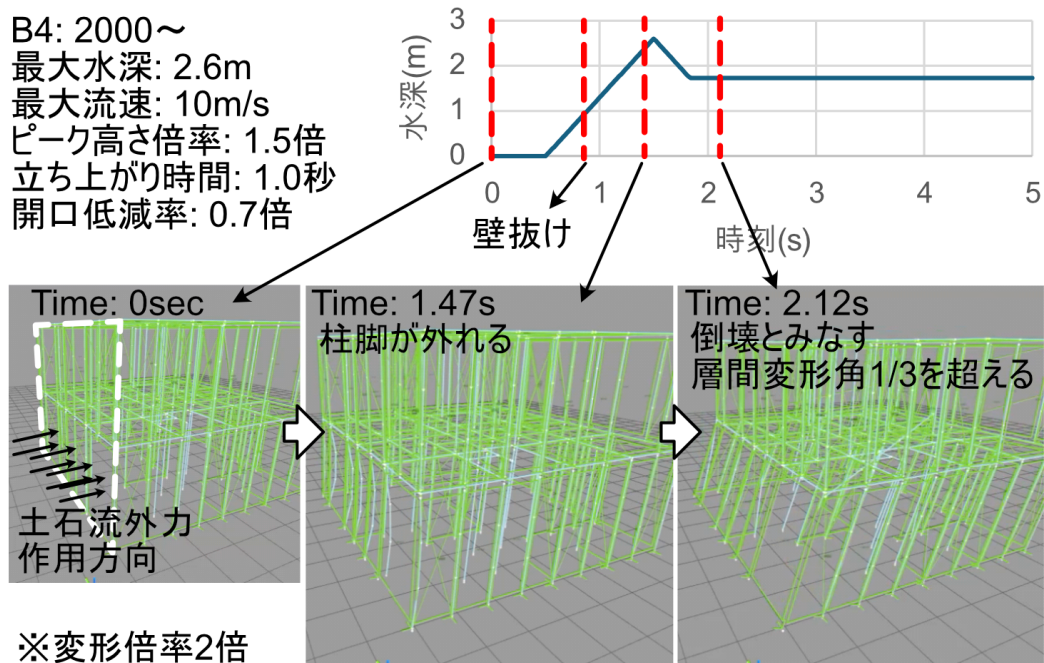 B4: 2000～
最大水深: 2.6m
最大流速: 10m/s
ピーク高さ倍率: 1.5倍
立ち上がり時間: 1.0秒
開口低減率: 0.7倍
水深(m)
3
2
1
0
0 1 2 3 4 5
時刻(s)
壁抜け
Time: 0sec
土石流外力
作用方向
Time: 1.47s
柱脚が外れる
Time: 2.12s
倒壊とみなす
層間変形角1/3を超える
※変形倍率2倍